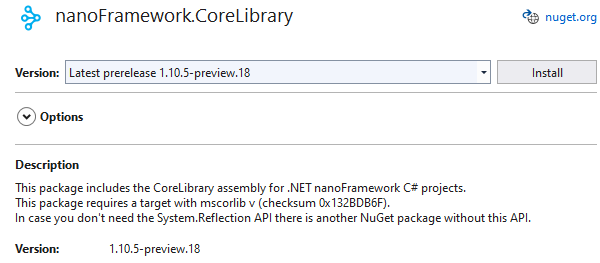 nanoFramework.CoreLibrary
nuget.org
Version: Latest prerelease 1.10.5-preview.18 Install
Options
Description
This package includes the CoreLibrary assembly for .NET nanoFramework C# projects.
This package requires a target with mscorlib v (checksum 0x132BDB6F).
In case you don't need the System.Reflection API there is another NuGet package without this API.
Version: 1.10.5-preview.18